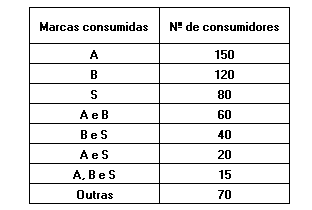 Marcas consumidas Nº de consumidores
A 150
B 120
S 80
A e B 60
B e S 40
A e S 20
A, B e S 15
Outras 70